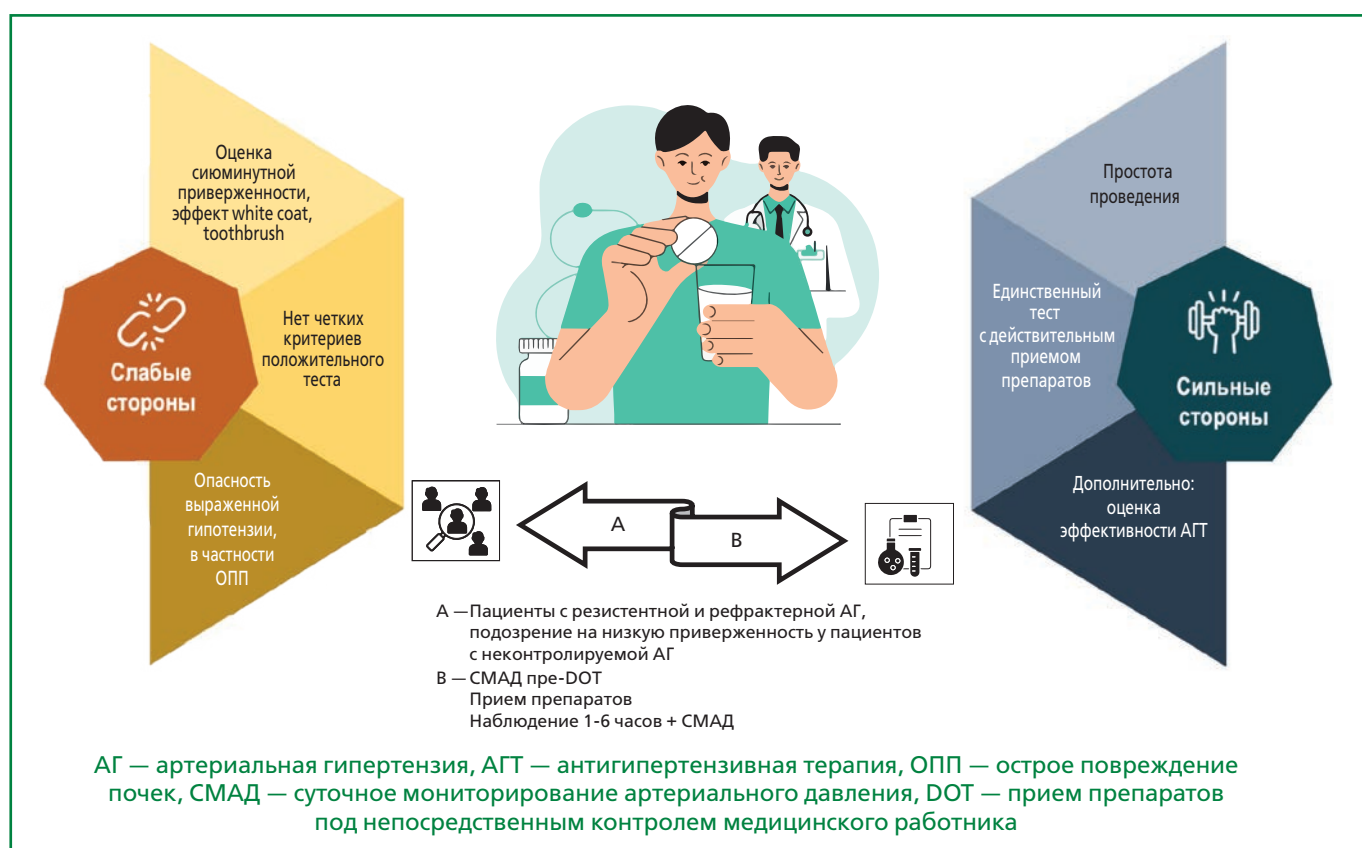 Оценка
сиюминутной
приверженности,
эффект white coat,
toothbrush
Нет четких
критериев
положительного
теста
Слабые
стороны
Опасность
выраженной
гипотензии,
в частности
ОПП
Простота
проведения
Единственный
тест
с действительным
приемом
препаратов
Сильные
стороны
Дополнительно:
оценка
эффективности АГТ
A
B
А — Пациенты с резистентной и рефрактерной АГ,
подозрение на низкую приверженность у пациентов
с неконтролируемой АГ
В — СМАД пре-DOT
Прием препаратов
Наблюдение 1-6 часов + СМАД
АГ — артериальная гипертензия, АГТ — антигипертензивная терапия, ОПП — острое повреждение
почек, СМАД — суточное мониторирование артериального давления, DOT — прием препаратов
под непосредственным контролем медицинского работника